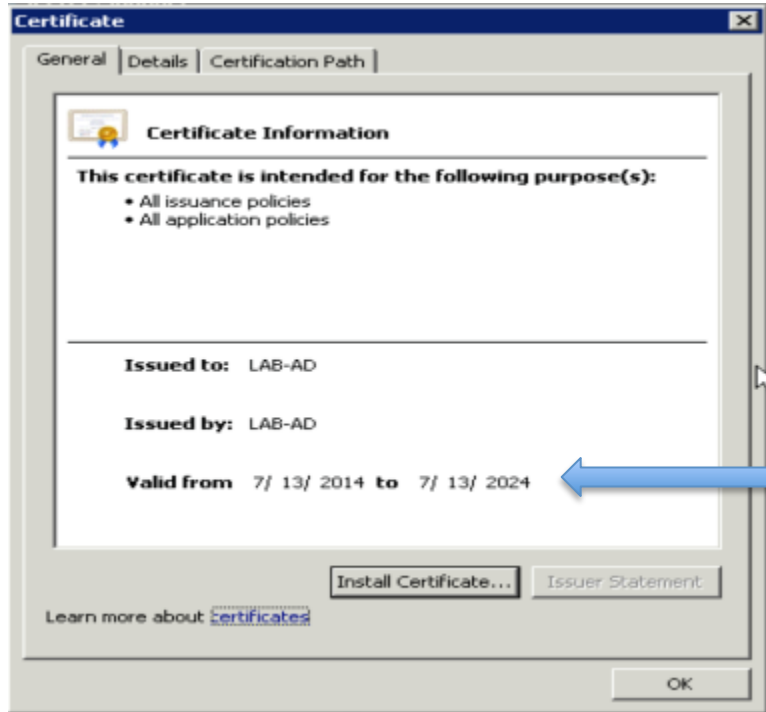 Certificate
General Details Certification Path
Certificate Information
This certificate is intended for the following purpose(s):
• All issuance policies
• All application policies
Issued to: LAB-AD
Issued by: LAB-AD
Valid from 7/ 13/ 2014 to 7/ 13/ 2024
Install Certificate... Issuer Statement
Learn more about certificates
OK